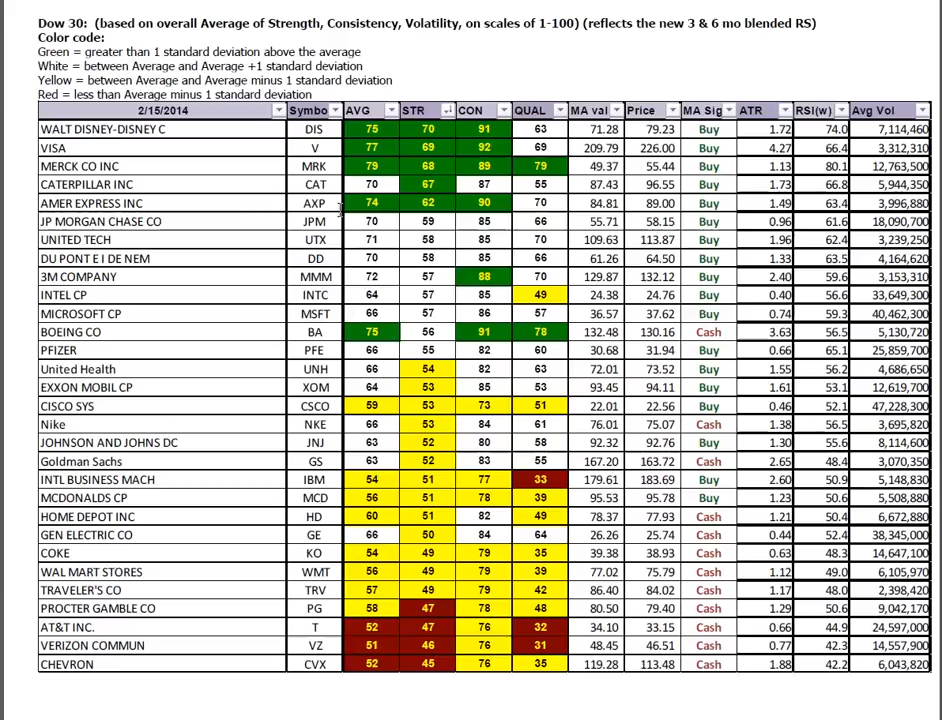 Dow 30: (based on overall Average of Strength, Consistency, Volatility, on scales of 1-100) (reflects the new 3 & 6 mo blended RS)
Color code:
Green = greater than 1 standard deviation above the average
White = between Average and Average +1 standard deviation
Yellow = between Average and Average minus 1 standard deviation
Red = less than Average minus 1 standard deviation
2/15/2014 Symbo AVG STR CON QUAL MA val Price MA Sig ATR RSI(w) Avg Vol
WALT DISNEY-DISNEY C DIS 75 70 91 63 71.28 79.23 Buy 1.72 74.0 7,114,460
VISA V 77 69 92 69 209.79 226.00 Buy 4.27 66.4 3,312,310
MERCK CO INC MRK 79 68 89 79 49.37 55.44 Buy 1.13 80.1 12,763,500
CATERPILLAR INC CAT 70 67 87 55 87.43 96.55 Buy 1.73 66.8 5,944,350
AMER EXPRESS INC AXP 74 62 90 70 84.81 89.00 Buy 1.49 63.4 3,996,880
JP MORGAN CHASE CO JPM 70 59 85 66 55.71 58.15 Buy 0.96 61.6 18,090,700
UNITED TECH UTX 71 58 85 70 109.63 113.87 Buy 1.96 62.4 3,239,250
DU PONT E I DE NEM DD 70 58 85 66 61.26 64.50 Buy 1.33 63.5 4,164,620
3M COMPANY MMM 72 57 88 70 129.87 132.12 Buy 2.40 59.6 3,153,310
INTEL CP INTC 64 57 85 49 24.38 24.76 Buy 0.40 56.6 33,649,300
MICROSOFT CP MSFT 66 57 86 57 36.57 37.62 Buy 0.74 59.3 40,462,300
BOEING CO BA 75 56 91 78 132.48 130.16 Cash 3.63 56.5 5,130,720
PFIZER PFE 66 55 82 60 30.68 31.94 Buy 0.66 65.1 25,859,700
United Health UNH 66 54 82 63 72.01 73.52 Buy 1.55 56.2 4,686,650
EXXON MOBIL CP XOM 64 53 85 53 93.45 94.11 Buy 1.61 53.1 12,619,700
CISCO SYS CSCO 59 53 73 51 22.01 22.56 Buy 0.46 52.1 47,228,300
Nike NKE 66 53 84 61 76.01 75.07 Cash 1.38 56.5 3,695,820
JOHNSON AND JOHNS DC JNJ 63 52 80 58 92.32 92.76 Buy 1.30 55.6 8,114,600
Goldman Sachs GS 63 52 83 55 167.20 163.72 Cash 2.65 48.4 3,070,350
INTL BUSINESS MACH IBM 54 51 77 33 179.61 183.69 Buy 2.60 50.9 5,148,830
MCDONALDS CP MCD 56 51 78 39 95.53 95.78 Buy 1.23 50.6 5,508,880
HOME DEPOT INC HD 60 51 82 49 78.37 77.93 Cash 1.21 50.4 6,672,880
GEN ELECTRIC CO GE 66 50 84 64 26.26 25.74 Cash 0.44 52.4 38,345,000
COKE KO 54 49 79 35 39.38 38.93 Cash 0.63 48.3 14,647,100
WAL MART STORES WMT 56 49 79 39 77.02 75.79 Cash 1.12 49.0 6,105,970
TRAVELER'S CO TRV 57 49 79 42 86.40 84.02 Cash 1.17 48.0 2,398,420
PROCTER GAMBLE CO PG 58 47 78 48 80.50 79.40 Cash 1.29 50.6 9,042,170
AT&T INC. T 52 47 76 32 34.10 33.15 Cash 0.66 44.9 24,597,000
VERIZON COMMUN VZ 51 46 76 31 48.45 46.51 Cash 0.77 42.3 14,557,900
CHEVRON CVX 52 45 76 35 119.28 113.48 Cash 1.88 42.2 6,043,820